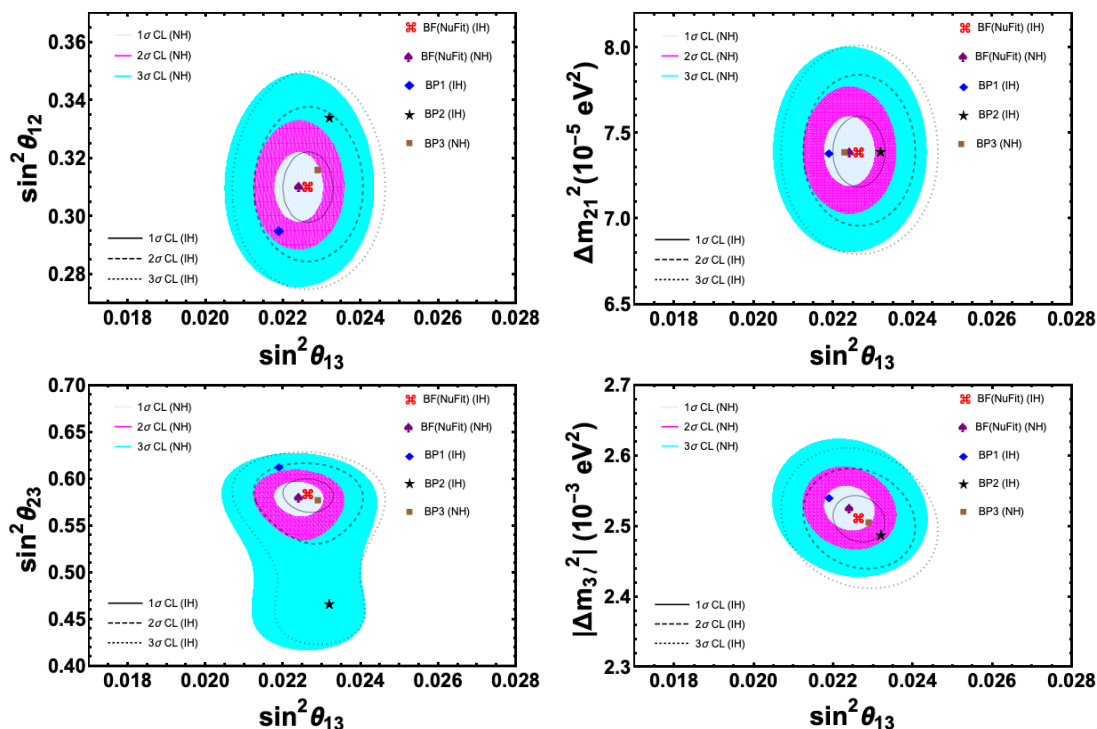 sin²θ₁₂
0.36
0.34
0.32
0.30
0.28
1σ CL (NH)
2σ CL (NH)
3σ CL (NH)
BF(NuFit) (IH)
BF(NuFit) (NH)
BP1 (IH)
BP2 (IH)
BP3 (NH)
1σ CL (IH)
2σ CL (IH)
3σ CL (IH)
0.018 0.020 0.022 0.024 0.026 0.028
sin²θ₁₃
Δm₂₁² (10⁻⁵ eV²)
8.0
7.5
7.0
6.5
1σ CL (NH)
2σ CL (NH)
3σ CL (NH)
BF(NuFit) (IH)
BF(NuFit) (NH)
BP1 (IH)
BP2 (IH)
BP3 (NH)
1σ CL (IH)
2σ CL (IH)
3σ CL (IH)
0.018 0.020 0.022 0.024 0.026 0.028
sin²θ₁₃
sin²θ₂₃
0.70
0.65
0.60
0.55
0.50
0.45
0.40
1σ CL (NH)
2σ CL (NH)
3σ CL (NH)
BF(NuFit) (IH)
BF(NuFit) (NH)
BP1 (IH)
BP2 (IH)
BP3 (NH)
1σ CL (IH)
2σ CL (IH)
3σ CL (IH)
0.018 0.020 0.022 0.024 0.026 0.028
sin²θ₁₃
|Δm₃ₗ²| (10⁻³ eV²)
2.7
2.6
2.5
2.4
2.3
1σ CL (NH)
2σ CL (NH)
3σ CL (NH)
BF(NuFit) (IH)
BF(NuFit) (NH)
BP1 (IH)
BP2 (IH)
BP3 (NH)
1σ CL (IH)
2σ CL (IH)
3σ CL (IH)
0.018 0.020 0.022 0.024 0.026 0.028
sin²θ₁₃